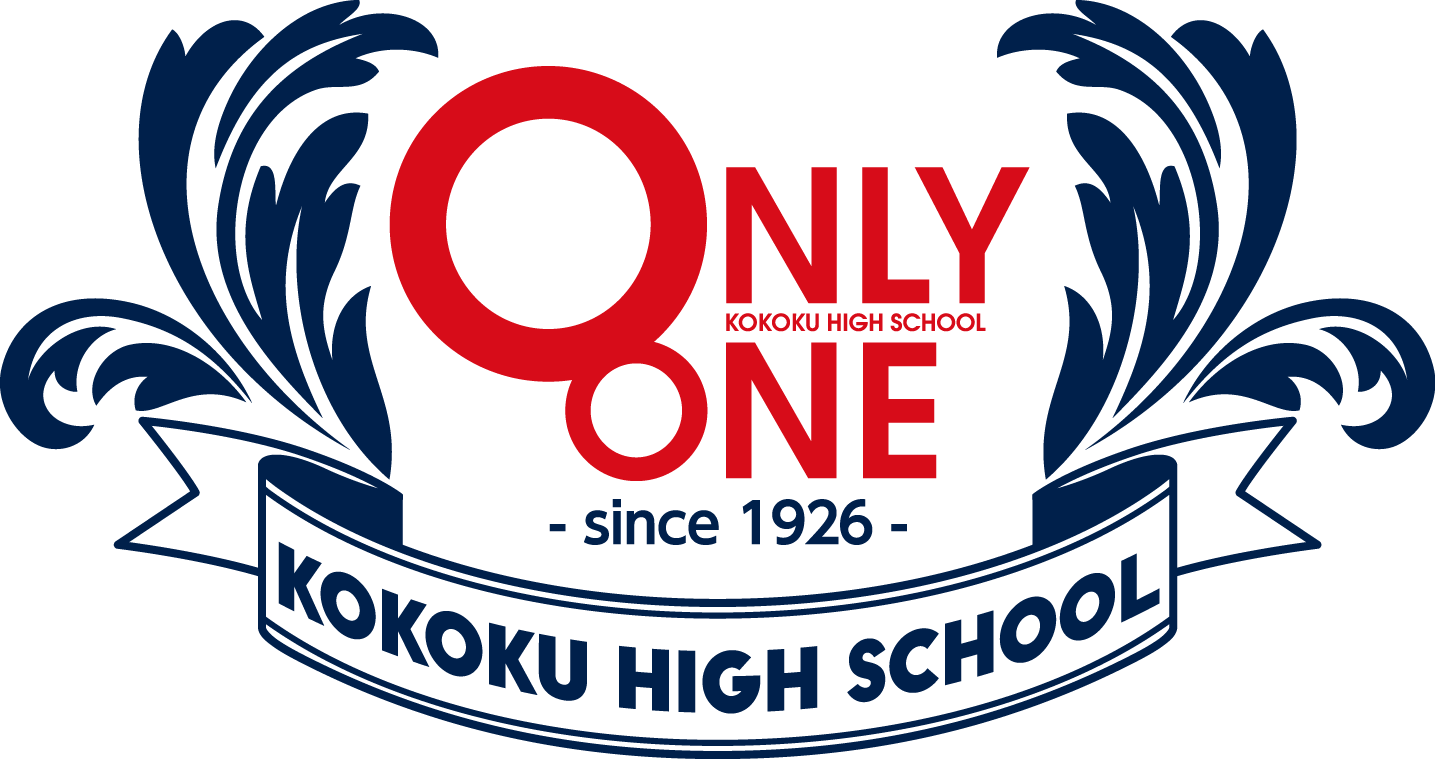 ONLY
KOKOKU HIGH SCHOOL
ONE
- since 1926 -
KOKOKU HIGH SCHOOL